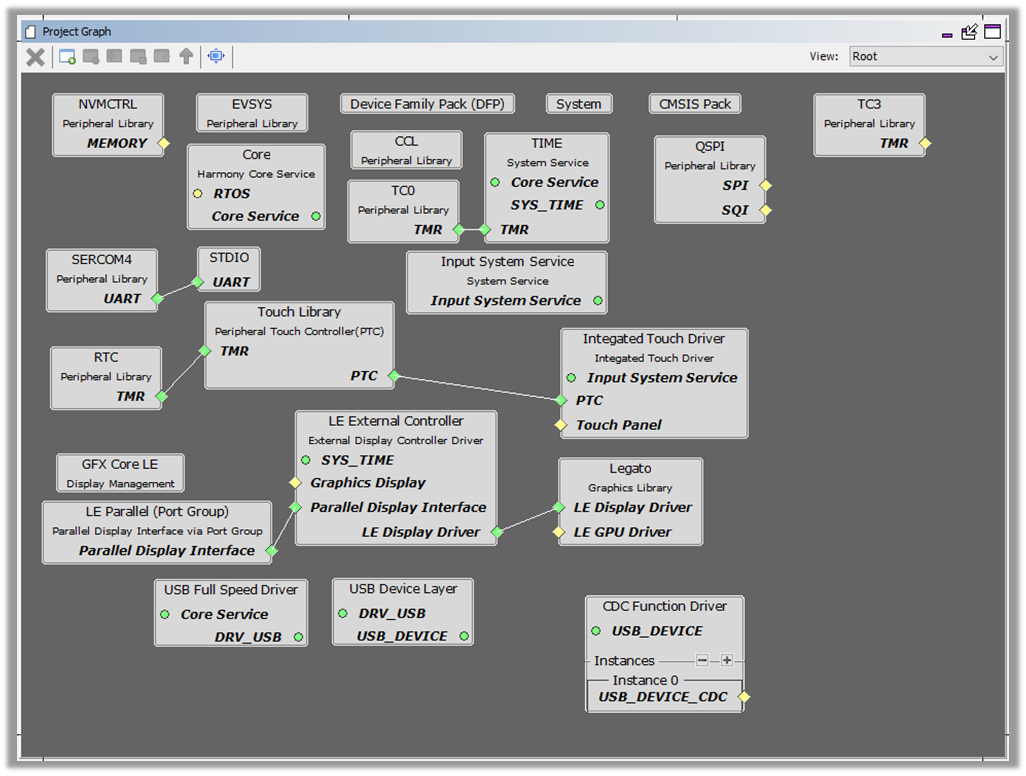 Project Graph
View:
Root
NVMCTRL
Peripheral Library
MEMORY
EVSYS
Peripheral Library
Device Family Pack (DFP)
System
CMSIS Pack
TC3
Peripheral Library
TMR
Core
Harmony Core Service
RTOS
Core Service
CCL
Peripheral Library
TC0
Peripheral Library
TMR
TIME
System Service
Core Service
SYS_TIME
TMR
QSPI
Peripheral Library
SPI
SQI
SERCOM4
Peripheral Library
UART
STDIO
UART
Input System Service
System Service
Input System Service
Touch Library
Peripheral Touch Controller(PTC)
TMR
PTC
RTC
Peripheral Library
TMR
Integated Touch Driver
Integated Touch Driver
Input System Service
PTC
Touch Panel
LE External Controller
External Display Controller Driver
SYS_TIME
Graphics Display
Parallel Display Interface
LE Display Driver
GFX Core LE
Display Management
Legato
Graphics Library
LE Display Driver
LE GPU Driver
LE Parallel (Port Group)
Parallel Display Interface via Port Group
Parallel Display Interface
USB Full Speed Driver
Core Service
DRV_USB
USB Device Layer
DRV_USB
USB_DEVICE
CDC Function Driver
USB_DEVICE
Instances
Instance 0
USB_DEVICE_CDC